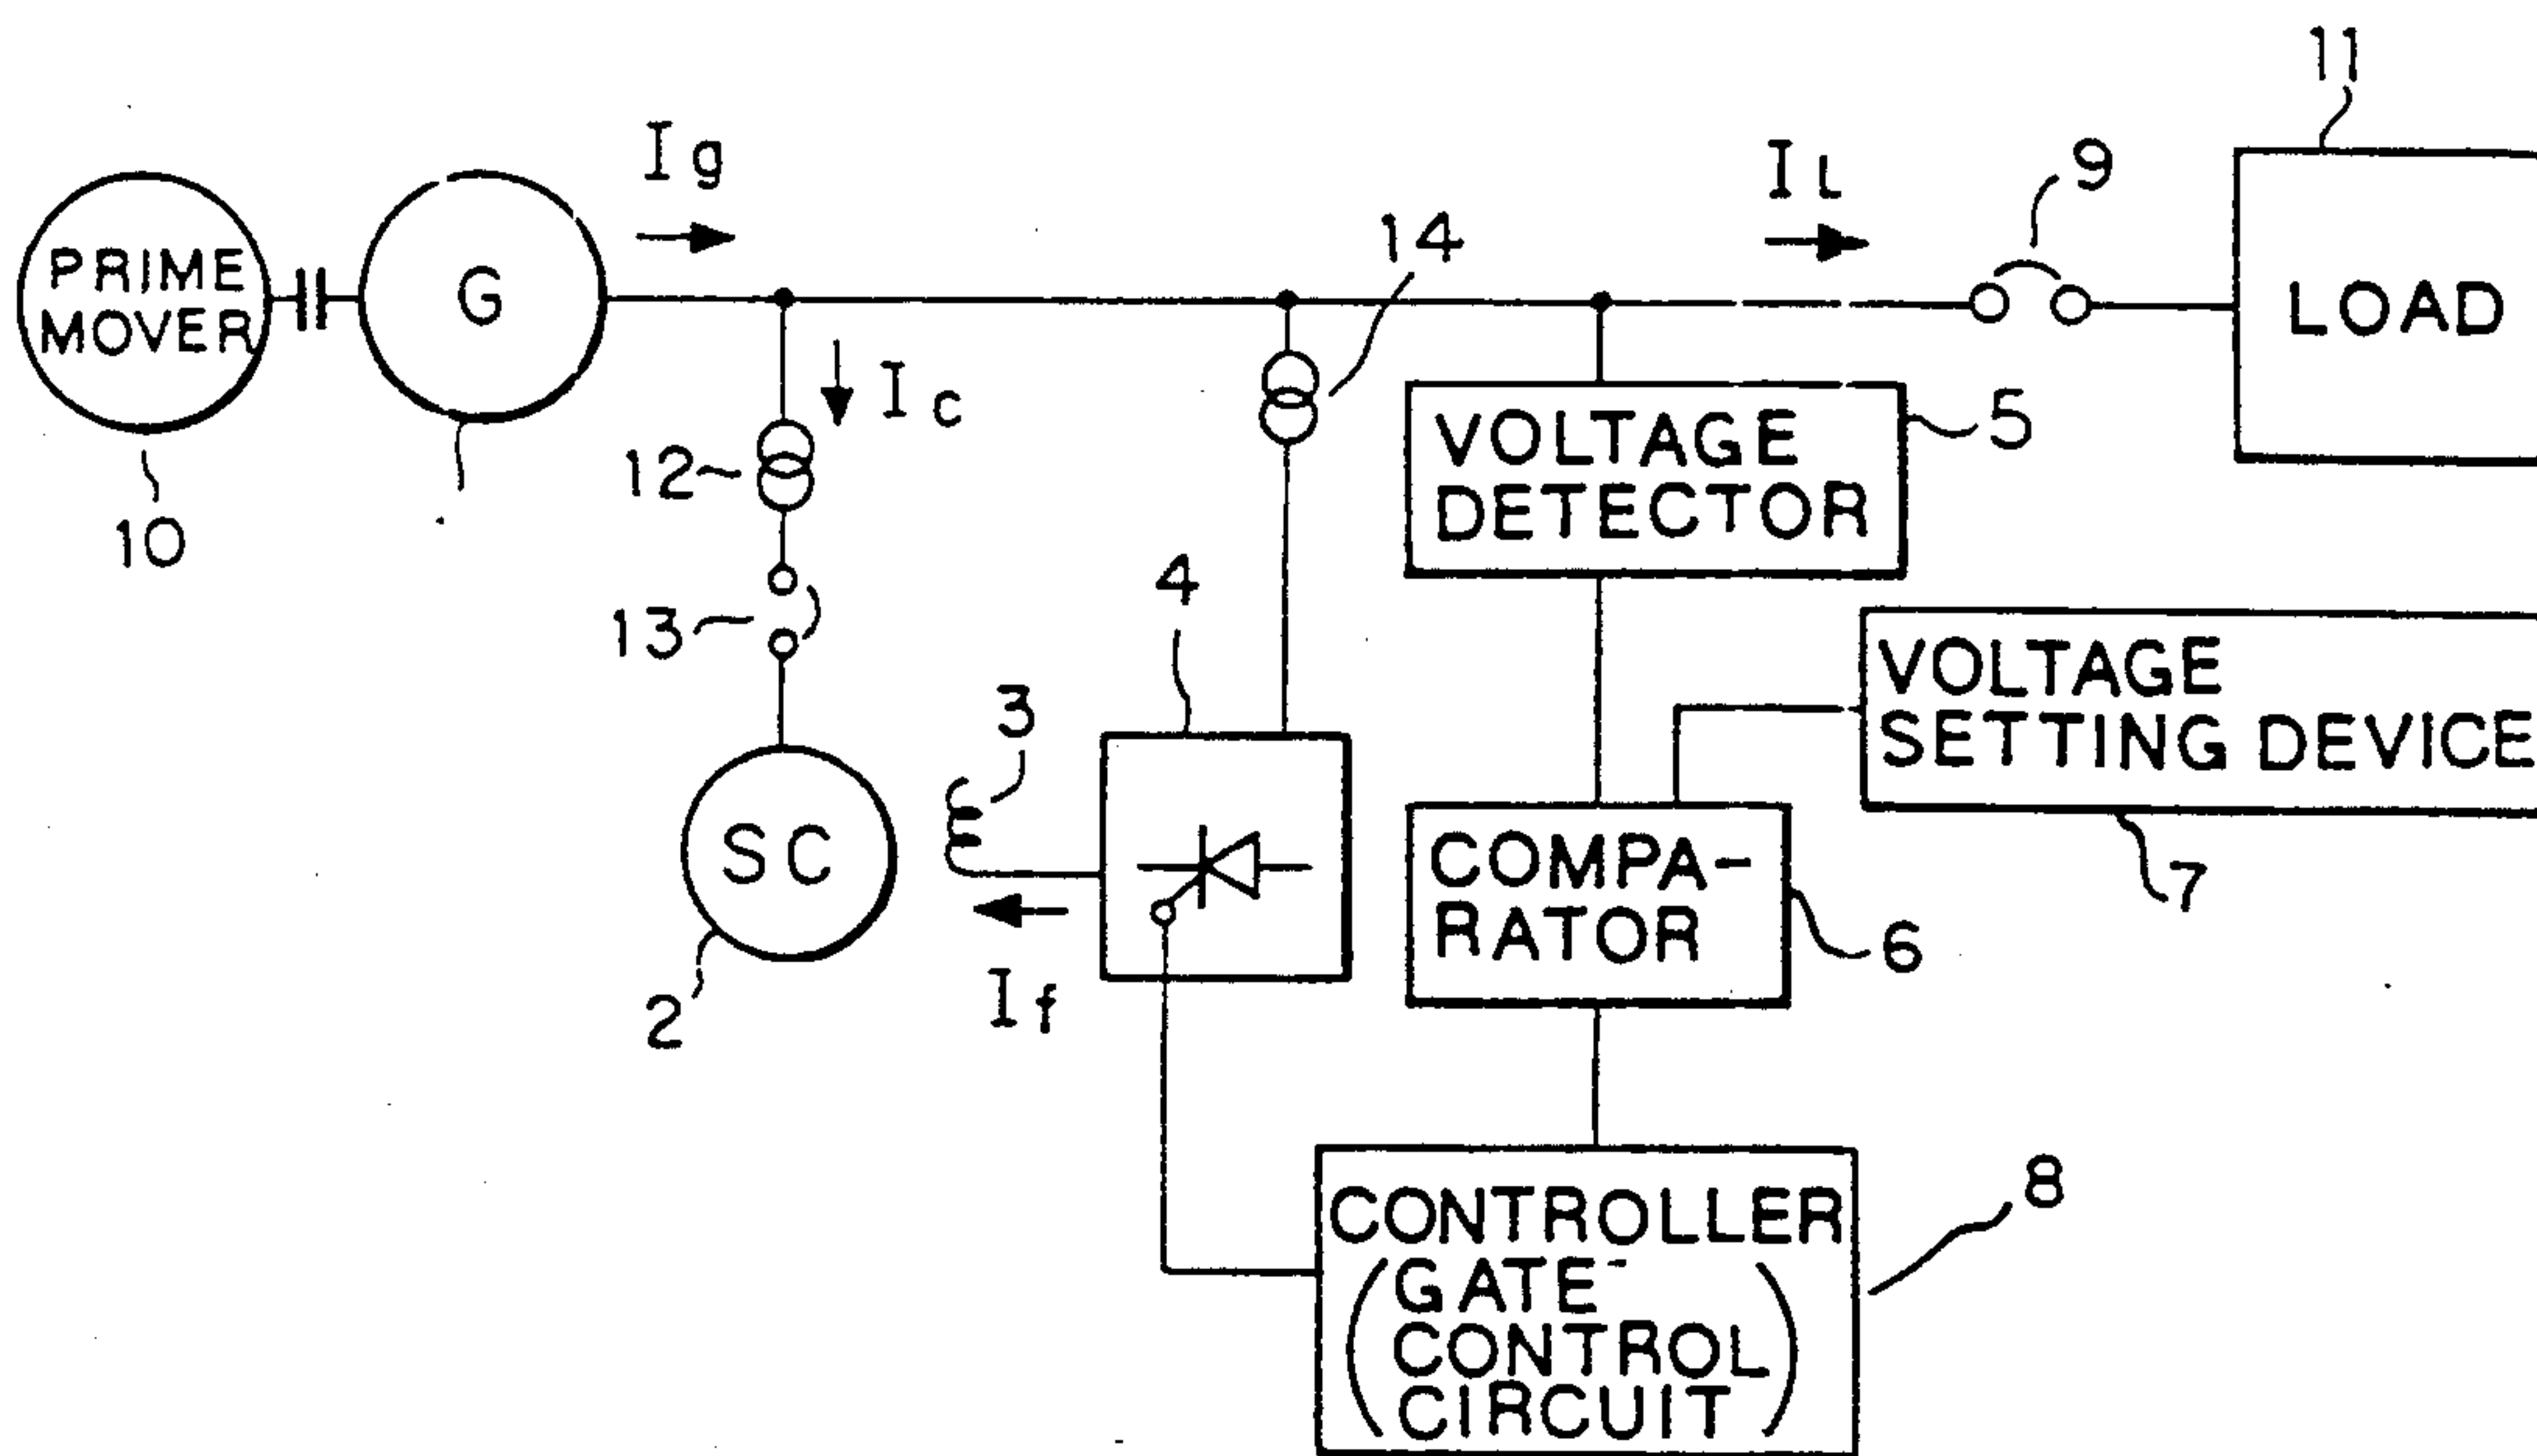 11
Ig
IL
9
PRIME
MOVER
G
14
LOAD
Ic
12
VOLTAGE
DETECTOR
5
10
4
13
VOLTAGE
SETTING DEVICE
3
SC
COMPA-
RATOR
7
6
2
If
8
CONTROLLER
(GATE
CONTROL
CIRCUIT)